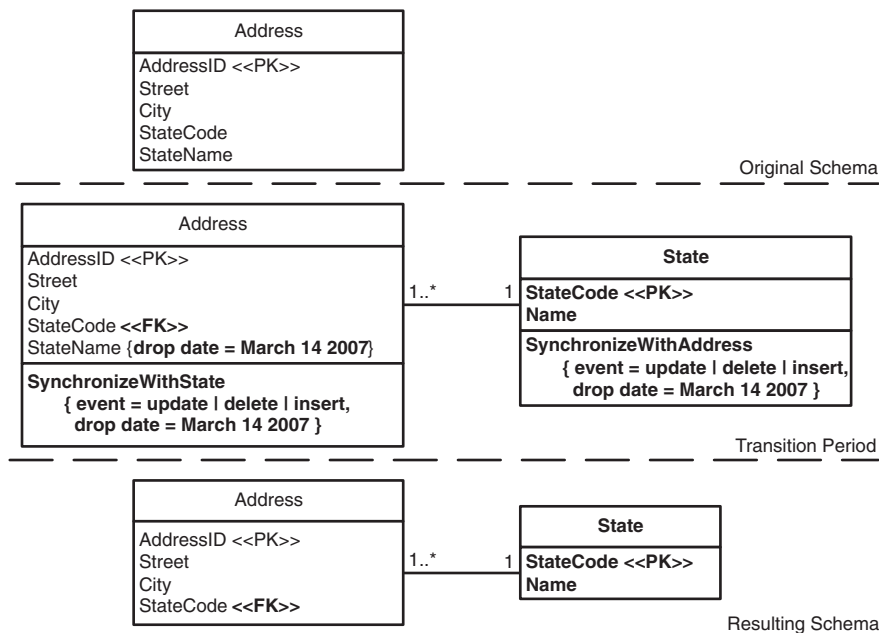 Address
AddressID <<PK>>
Street
City
StateCode
StateName
Original Schema
Address
AddressID <<PK>>
Street
City
StateCode <<FK>>
StateName {drop date = March 14 2007}
SynchronizeWithState
{ event = update | delete | insert,
drop date = March 14 2007 }
1..* 1
State
StateCode <<PK>>
Name
SynchronizeWithAddress
{ event = update | delete | insert,
drop date = March 14 2007 }
Transition Period
Address
AddressID <<PK>>
Street
City
StateCode <<FK>>
1..* 1
State
StateCode <<PK>>
Name
Resulting Schema